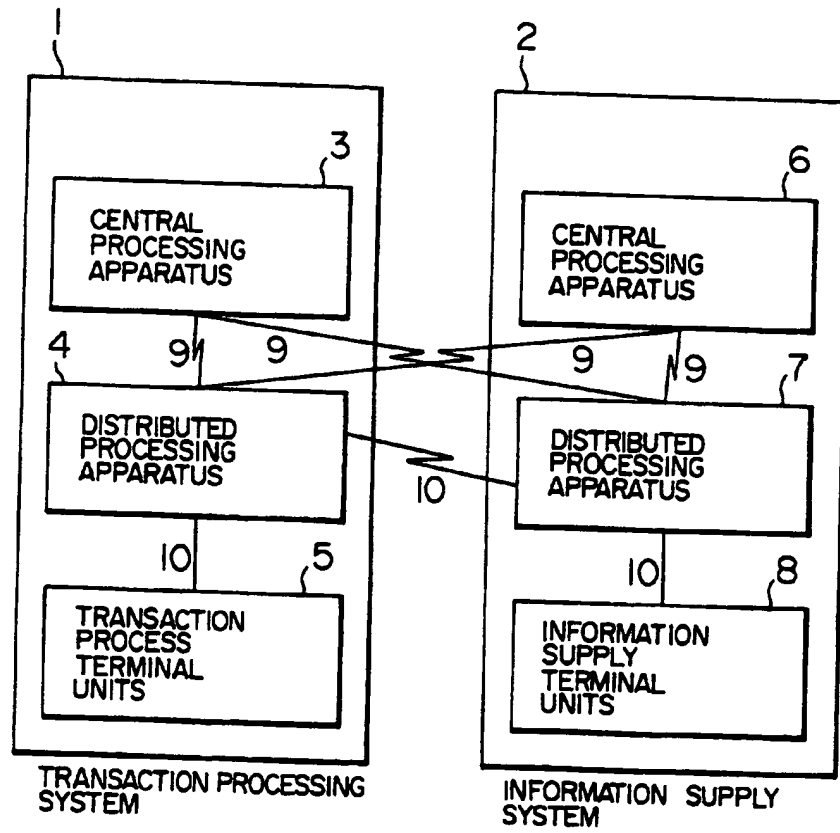 1
2
3
6
CENTRAL
PROCESSING
APPARATUS
CENTRAL
PROCESSING
APPARATUS
4
9
9
9
9
7
DISTRIBUTED
PROCESSING
APPARATUS
DISTRIBUTED
PROCESSING
APPARATUS
10
10
5
10
8
TRANSACTION
PROCESS
TERMINAL
UNITS
INFORMATION
SUPPLY
TERMINAL
UNITS
TRANSACTION PROCESSING
SYSTEM
INFORMATION SUPPLY
SYSTEM